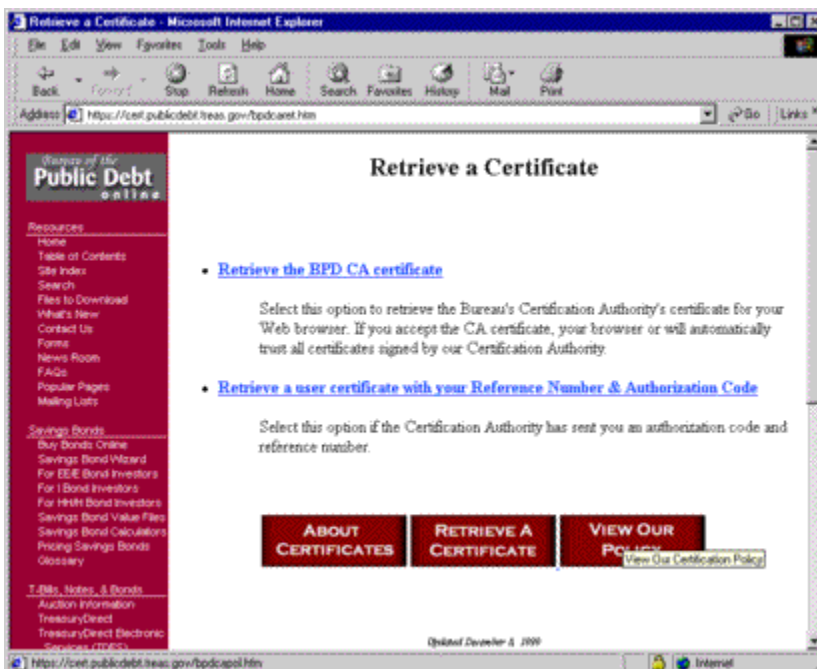 Retrieve a Certificate - Microsoft Internet Explorer
File Edit View Favorites Tools Help
Back Forward Stop Refresh Home Search Favorites History Mail Print
Address https://cert.publicdebt.treas.gov/bpdcaret.htm Go Links
Bureau of the
Public Debt
online
Resources
Home
Table of Contents
Site Index
Search
Files to Download
What's New
Contact Us
Forms
News Room
FAQs
Popular Pages
Mailing Lists
Savings Bonds
Buy Bonds Online
Savings Bond Wizard
For EE/E Bond Investors
For I Bond Investors
For HH/H Bond Investors
Savings Bond Value Files
Savings Bond Calculators
Pricing Savings Bonds
Glossary
T-Bills, Notes, & Bonds
Auction Information
TreasuryDirect
TreasuryDirect Electronic
Services (TDES)
Retrieve a Certificate
• Retrieve the BPD CA certificate
Select this option to retrieve the Bureau's Certification Authority's certificate for your
Web browser. If you accept the CA certificate, your browser or will automatically
trust all certificates signed by our Certification Authority.
• Retrieve a user certificate with your Reference Number & Authorization Code
Select this option if the Certification Authority has sent you an authorization code and
reference number.
ABOUT
CERTIFICATES
RETRIEVE A
CERTIFICATE
VIEW OUR
POLICY
View Our Certification Policy
Updated December 8, 1999
https://cert.publicdebt.treas.gov/bpdcapol.htm Internet